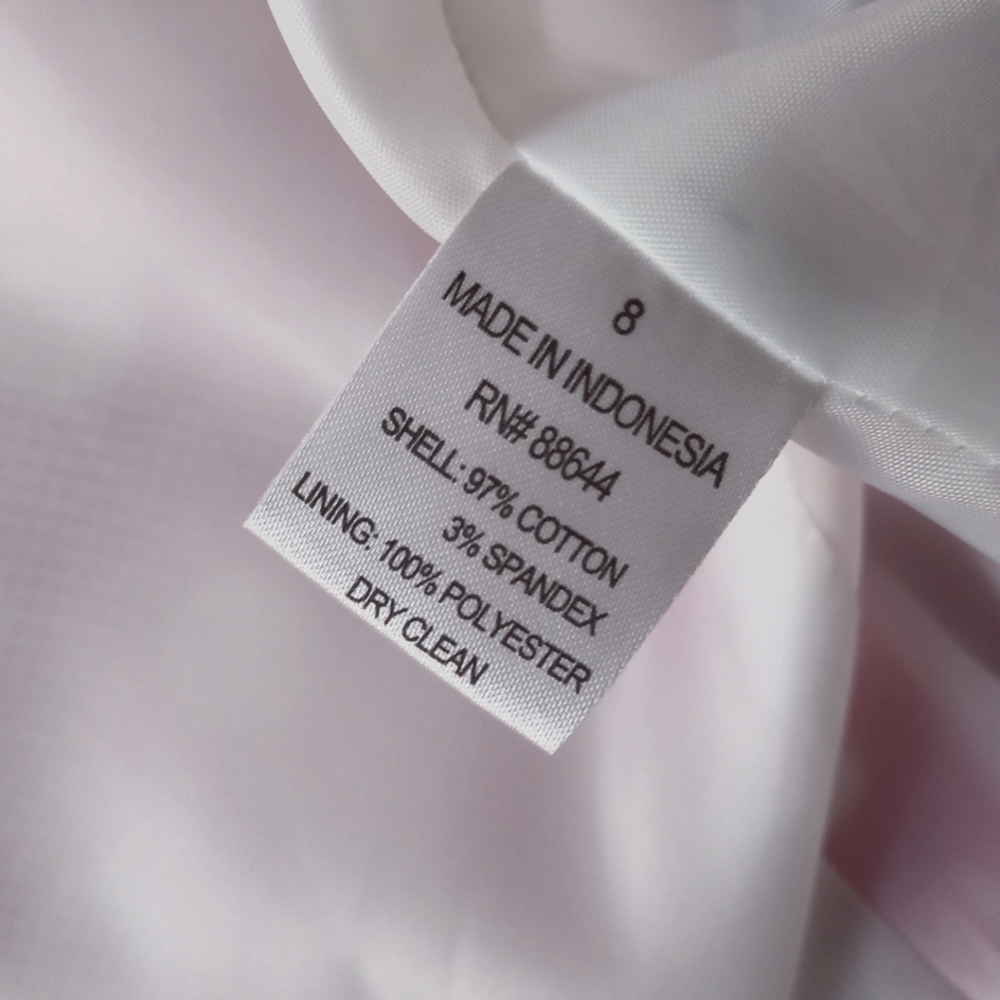 8
MADE IN INDONESIA
RN# 88644
SHELL: 97% COTTON
3% SPANDEX
LINING: 100% POLYESTER
DRY CLEAN